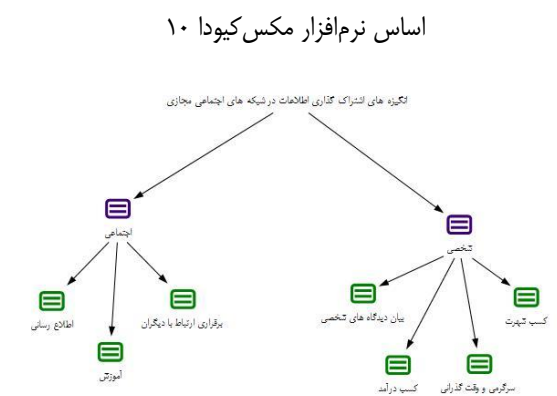 اساس نرم‌افزار مکس‌کیودا ۱۰
انگیزه های اشتراک گذاری اطلاعات در شبکه های اجتماعی مجازی
شخصی
اجتماعی
کسب شهرت
بیان دیدگاه های شخصی
برقراری ارتباط با دیگران
اطلاع رسانی
سرگرمی و وقت گذرانی
کسب درآمد
آموزش